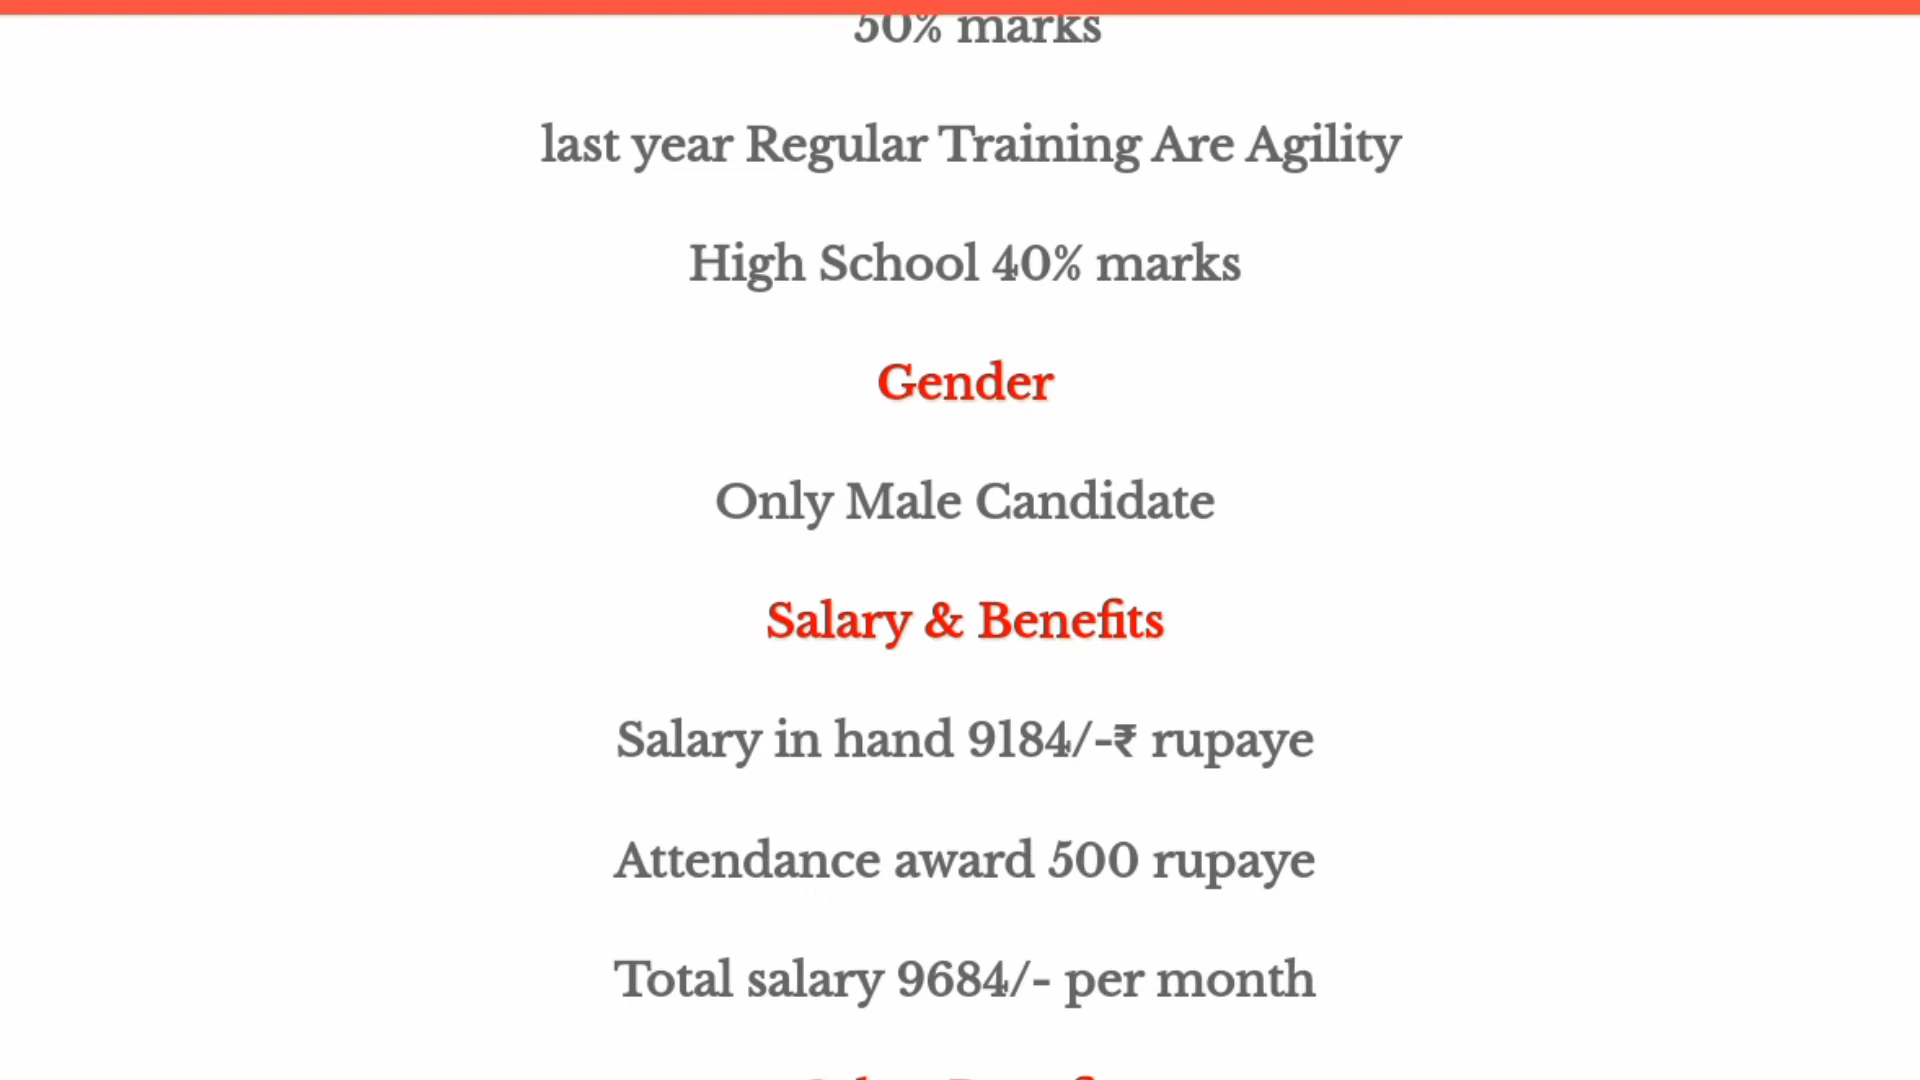 50% marks
last year Regular Training Are Agility
High School 40% marks
Gender
Only Male Candidate
Salary & Benefits
Salary in hand 9184/-₹ rupaye
Attendance award 500 rupaye
Total salary 9684/- per month